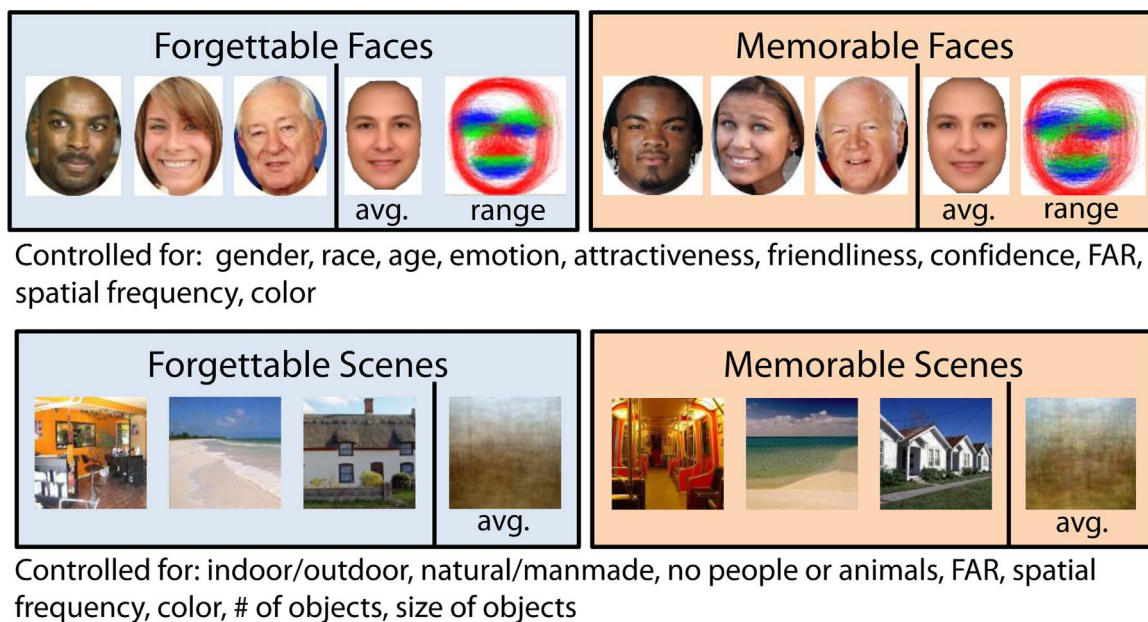 Forgettable Faces
avg.
range
Memorable Faces
avg.
range
Controlled for: gender, race, age, emotion, attractiveness, friendliness, confidence, FAR,
spatial frequency, color
Forgettable Scenes
avg.
Memorable Scenes
avg.
Controlled for: indoor/outdoor, natural/manmade, no people or animals, FAR, spatial
frequency, color, # of objects, size of objects